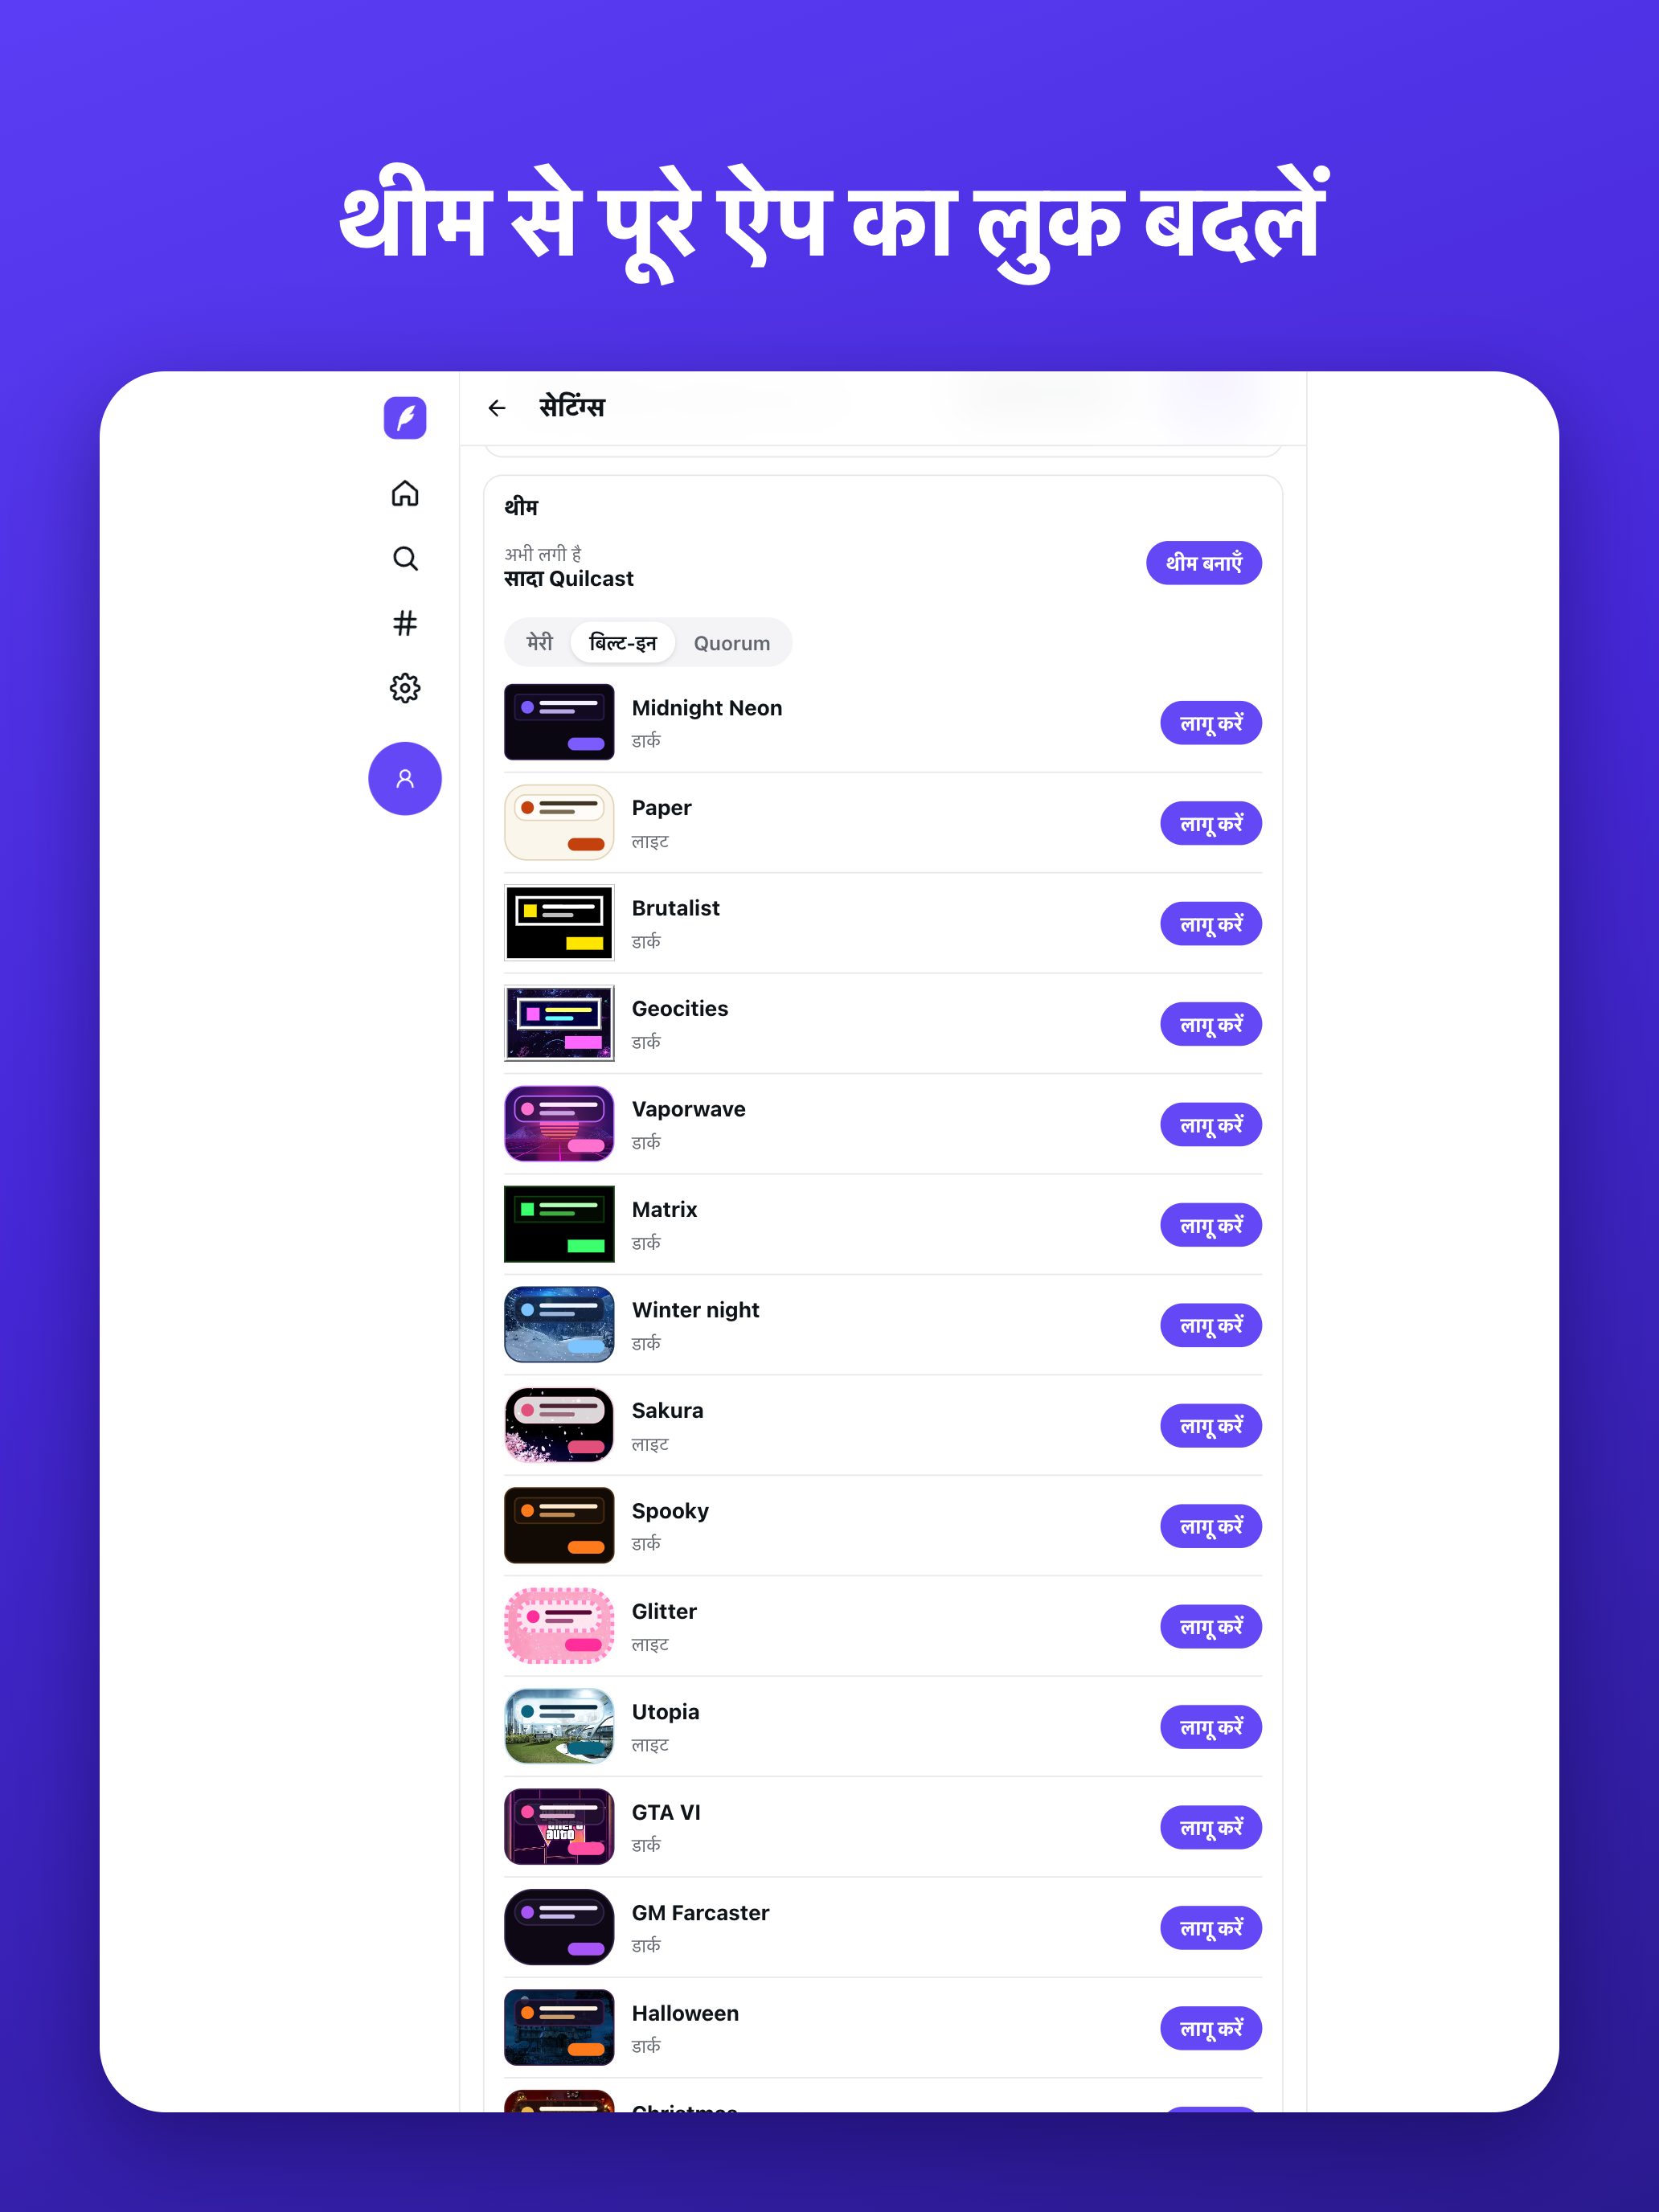 थीम से पूरे ऐप का लुक बदलें
सेटिंग्स
थीम
अभी लगी है
सादा Quilcast
थीम बनाएँ
मेरी
बिल्ट-इन
Quorum
Midnight Neon
डार्क
लागू करें
Paper
लाइट
लागू करें
Brutalist
डार्क
लागू करें
Geocities
डार्क
लागू करें
Vaporwave
डार्क
लागू करें
Matrix
डार्क
लागू करें
Winter night
डार्क
लागू करें
Sakura
लाइट
लागू करें
Spooky
डार्क
लागू करें
Glitter
लाइट
लागू करें
Utopia
लाइट
लागू करें
auto
GTA VI
डार्क
लागू करें
GM Farcaster
डार्क
लागू करें
Halloween
डार्क
लागू करें